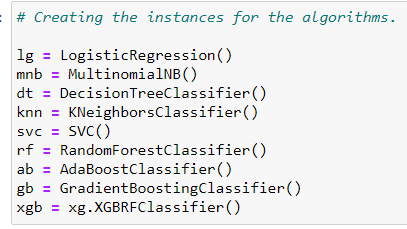 : # Creating the instances for the algorithms.
lg = LogisticRegression()
mnb = MultinomialNB()
dt = DecisionTreeClassifier()
knn = KNeighborsClassifier()
svc = SVC()
rf = RandomForestClassifier()
ab = AdaBoostClassifier()
gb = GradientBoostingClassifier()
xgb = xg.XGBRFClassifier()